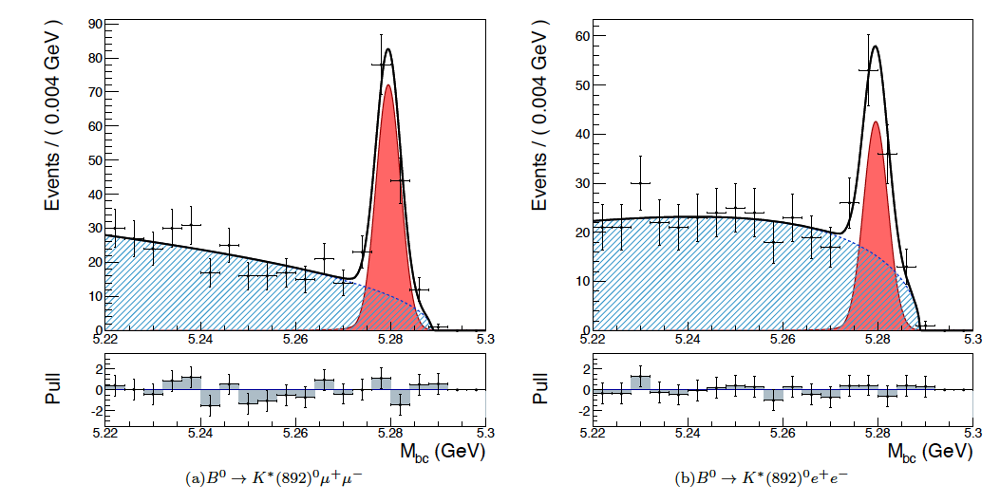 Events / ( 0.004 GeV )
90
80
70
60
50
40
30
20
10
0
5.22 5.24 5.26 5.28 5.3
Pull
2
0
-2
5.22 5.24 5.26 5.28 5.3
M_bc (GeV)
(a)B⁰ → K*(892)⁰μ⁺μ⁻
Events / ( 0.004 GeV )
60
50
40
30
20
10
0
5.22 5.24 5.26 5.28 5.3
Pull
2
0
-2
5.22 5.24 5.26 5.28 5.3
M_bc (GeV)
(b)B⁰ → K*(892)⁰e⁺e⁻